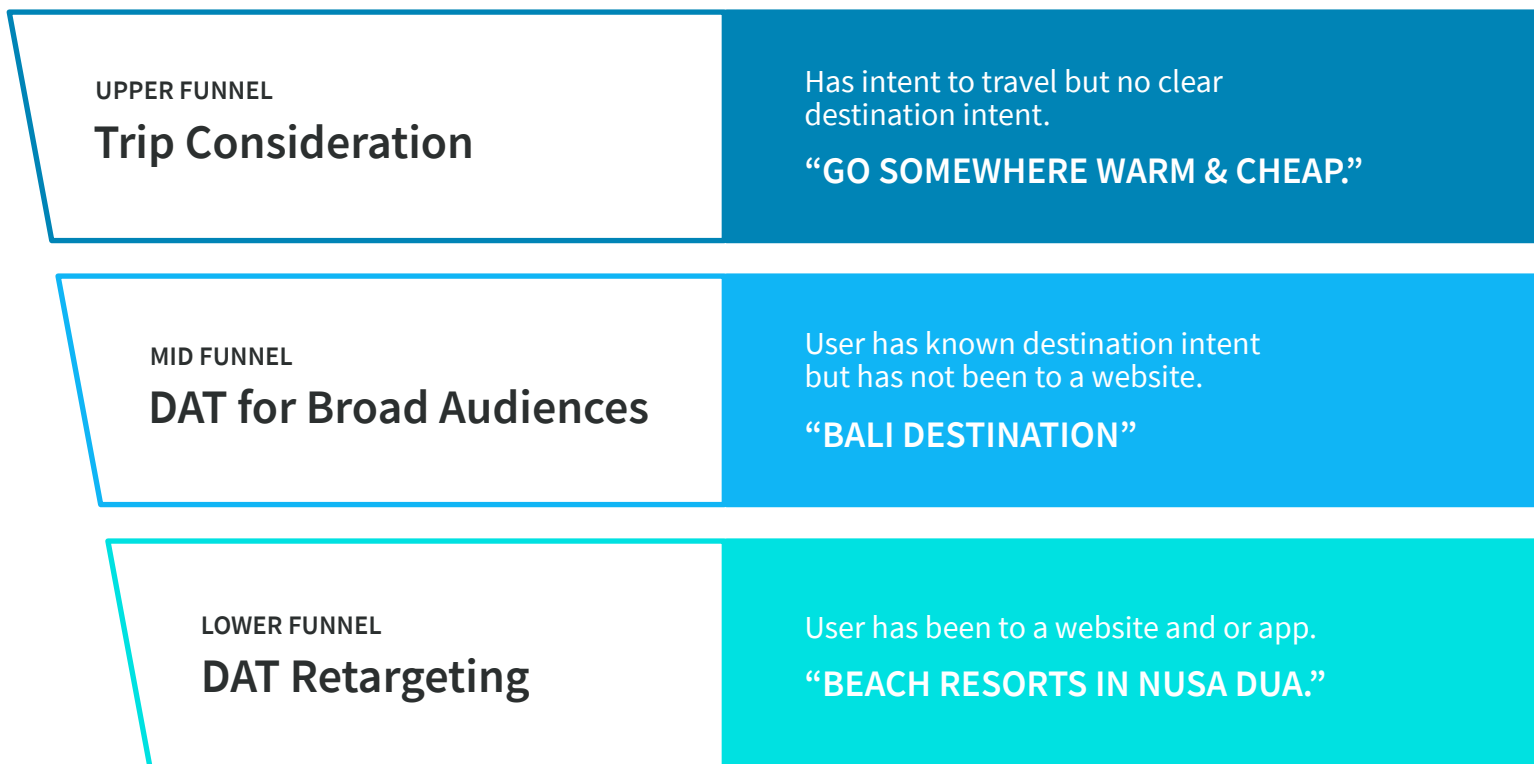 UPPER FUNNEL
Trip Consideration
Has intent to travel but no clear
destination intent.
“GO SOMEWHERE WARM & CHEAP.”
MID FUNNEL
DAT for Broad Audiences
User has known destination intent
but has not been to a website.
“BALI DESTINATION”
LOWER FUNNEL
DAT Retargeting
User has been to a website and or app.
“BEACH RESORTS IN NUSA DUA.”